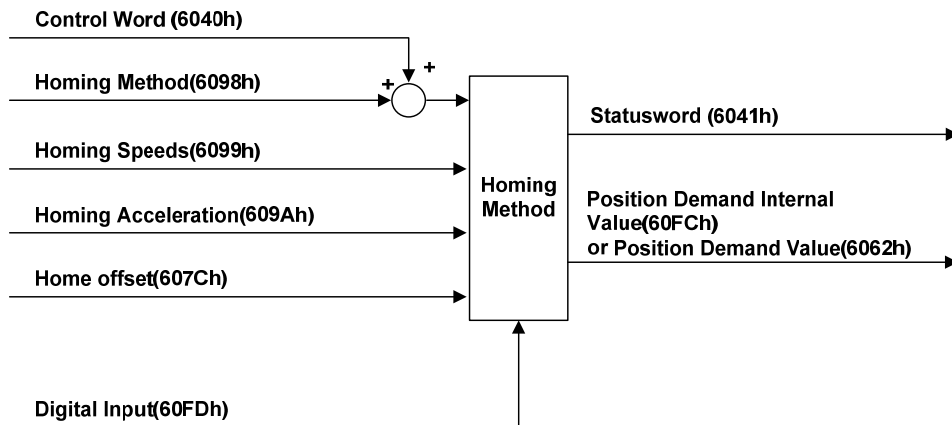 Control Word (6040h)
+
+
Homing Method(6098h)
Statusword (6041h)
Homing Speeds(6099h)
Homing
Method
Position Demand Internal
Value(60FCh)
or Position Demand Value(6062h)
Homing Acceleration(609Ah)
Home offset(607Ch)
Digital Input(60FDh)